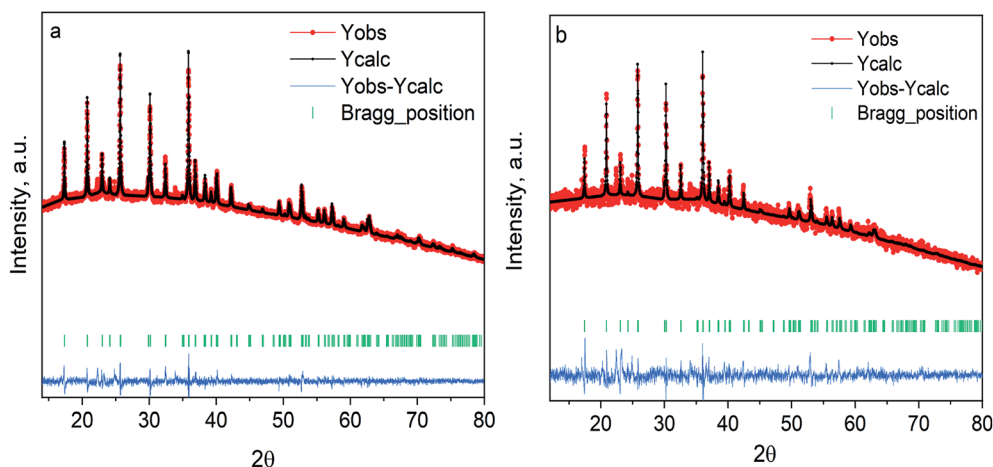 a
Yobs
Ycalc
Yobs-Ycalc
Bragg_position
Intensity, a.u.
20 30 40 50 60 70 80
2θ
b
Yobs
Ycalc
Yobs-Ycalc
Bragg_position
Intensity, a.u.
20 30 40 50 60 70 80
2θ